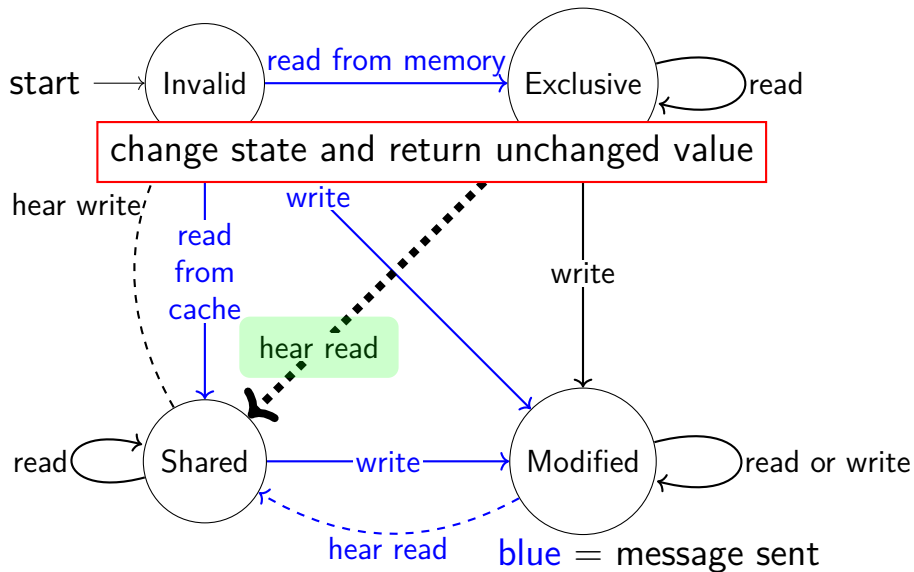 read from memory
start
Invalid
Exclusive
read
change state and return unchanged value
hear write
write
read
from
cache
write
hear read
read
Shared
write
Modified
read or write
hear read
blue = message sent